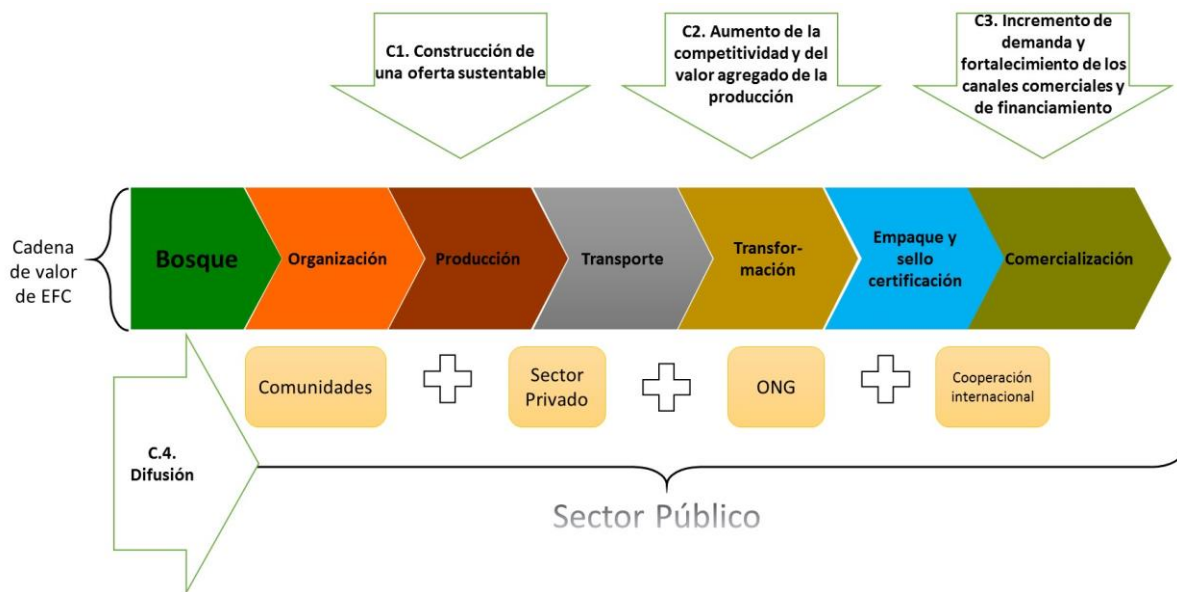 C1. Construcción de
una oferta sustentable
C2. Aumento de la
competitividad y del
valor agregado de la
producción
C3. Incremento de
demanda y
fortalecimiento de los
canales comerciales y
de financiamiento
Cadena
de valor
de EFC
Bosque
Organización
Producción
Transporte
Transfor-
mación
Empaque y
sello
certificación
Comercialización
Comunidades
Sector
Privado
ONG
Cooperación
internacional
C.4.
Difusión
Sector Público